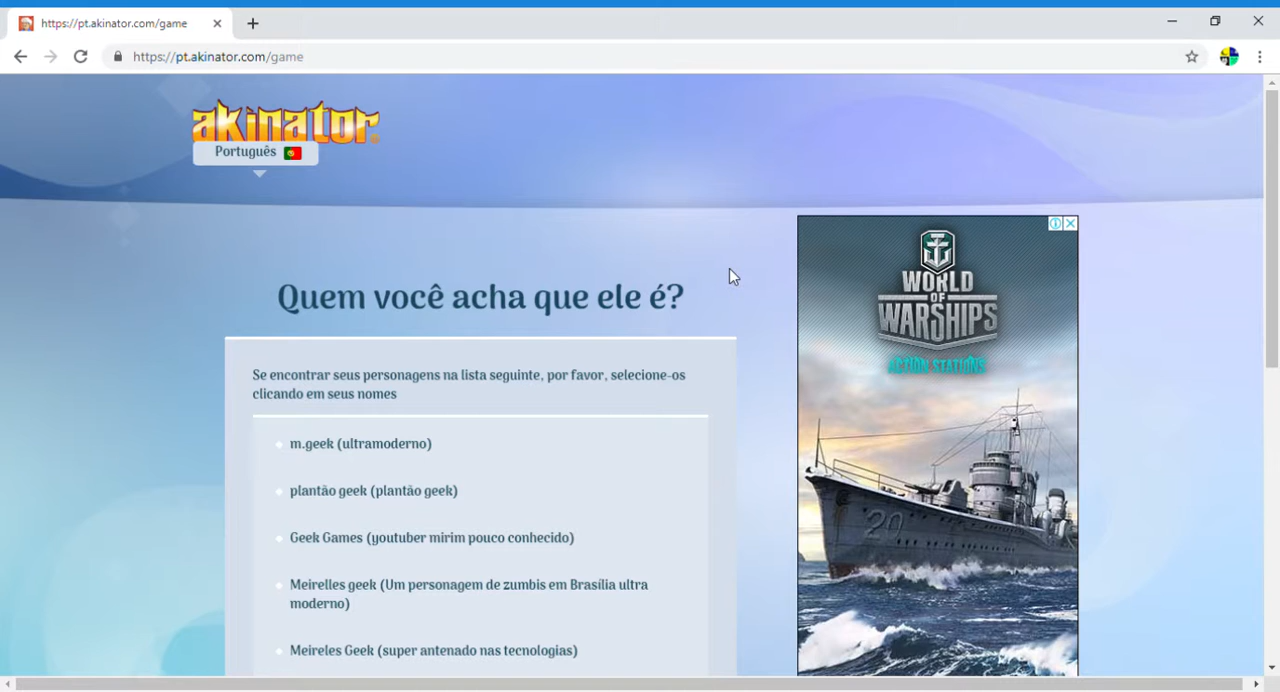 https://pt.akinator.com/game
https://pt.akinator.com/game
akinator
Português
Quem você acha que ele é?
Se encontrar seus personagens na lista seguinte, por favor, selecione-os
clicando em seus nomes
m.geek (ultramoderno)
plantão geek (plantão geek)
Geek Games (youtuber mirim pouco conhecido)
Meirelles geek (Um personagem de zumbis em Brasília ultra
moderno)
Meireles Geek (super antenado nas tecnologias)
WORLD
OF
WARSHIPS
ACTION STATIONS
20